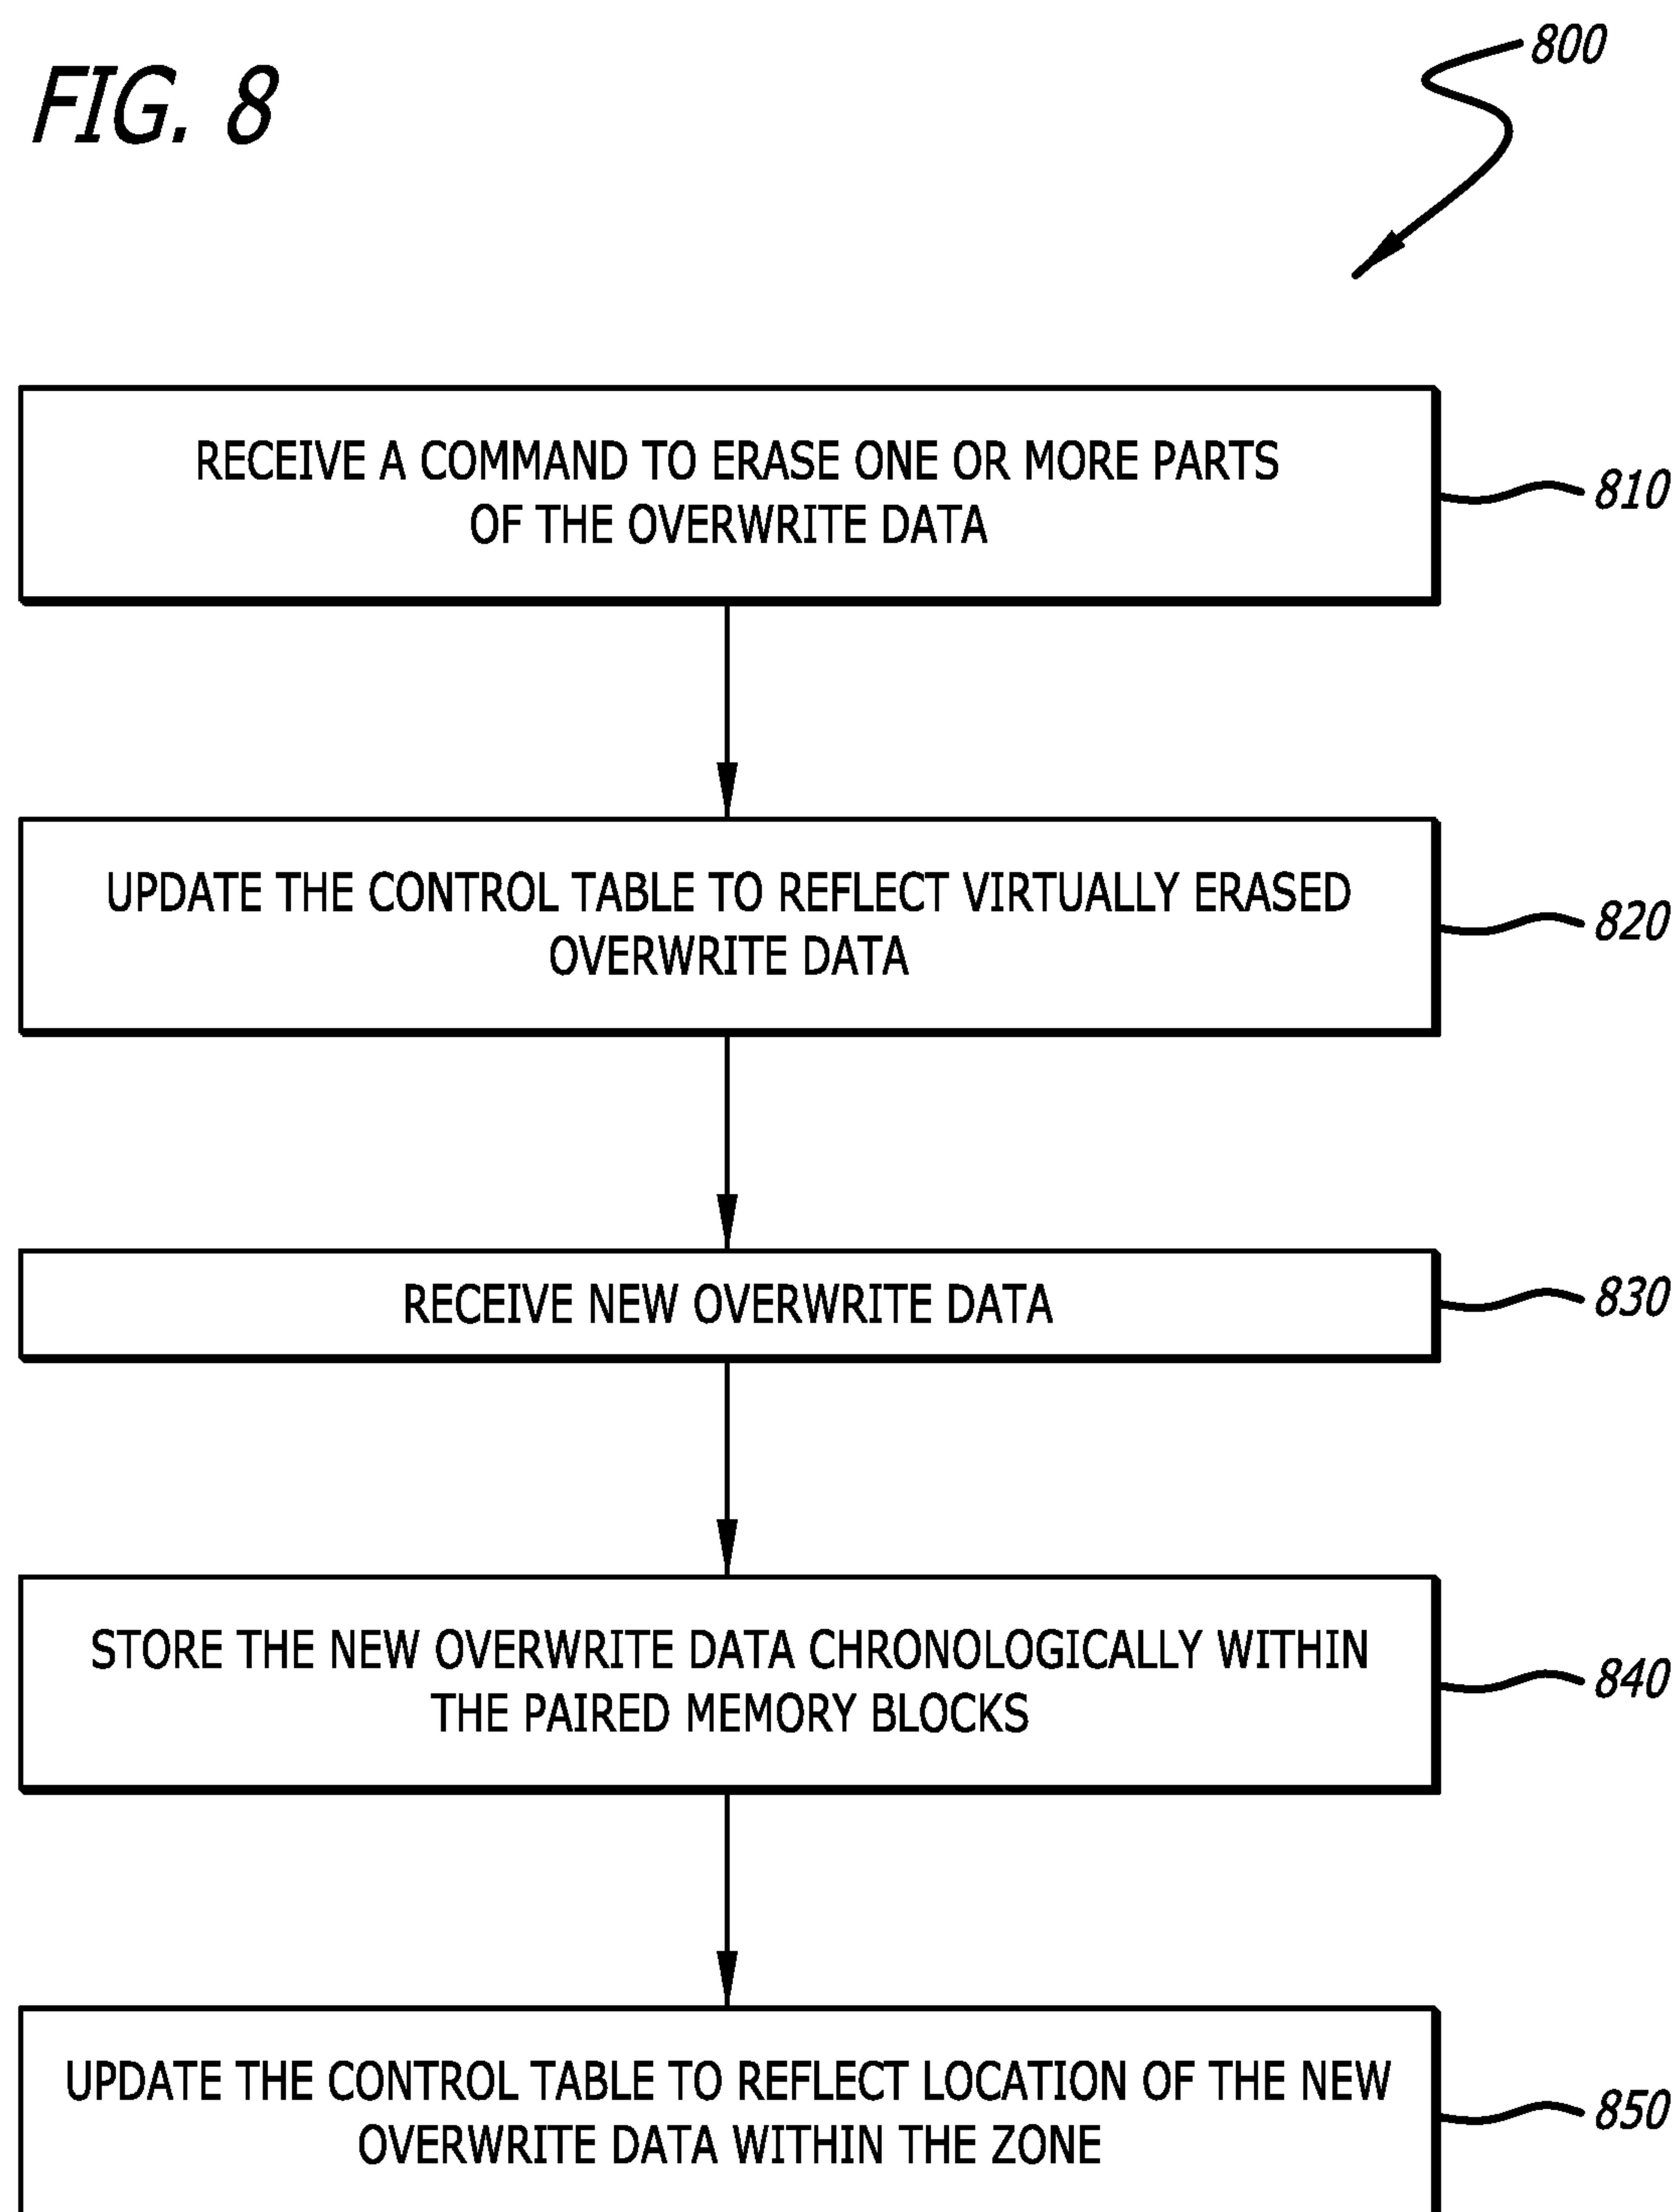 FIG. 8
800
RECEIVE A COMMAND TO ERASE ONE OR MORE PARTS
OF THE OVERWRITE DATA
810
UPDATE THE CONTROL TABLE TO REFLECT VIRTUALLY ERASED
OVERWRITE DATA
820
RECEIVE NEW OVERWRITE DATA
830
STORE THE NEW OVERWRITE DATA CHRONOLOGICALLY WITHIN
THE PAIRED MEMORY BLOCKS
840
UPDATE THE CONTROL TABLE TO REFLECT LOCATION OF THE NEW
OVERWRITE DATA WITHIN THE ZONE
850